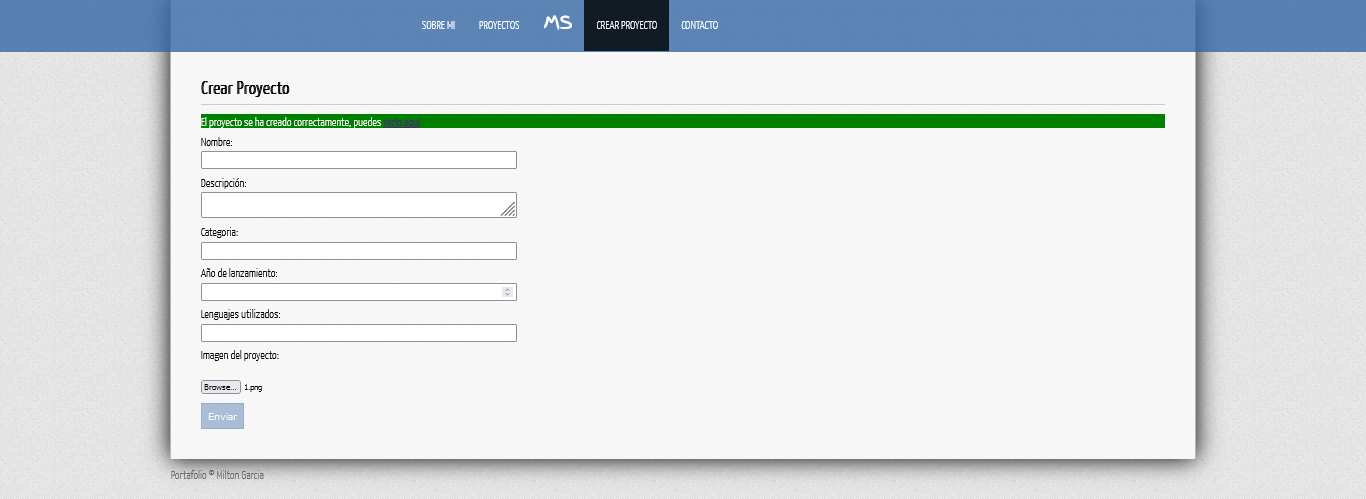 SOBRE MI PROYECTOS MS CREAR PROYECTO CONTACTO
Crear Proyecto
El proyecto se ha creado correctamente, puedes
Nombre:
Descripción:
Categoria:
Año de lanzamiento:
Lenguajes utilizados:
Imagen del proyecto:
Browse... 1.png
Enviar
Portafolio © Milton Garcia